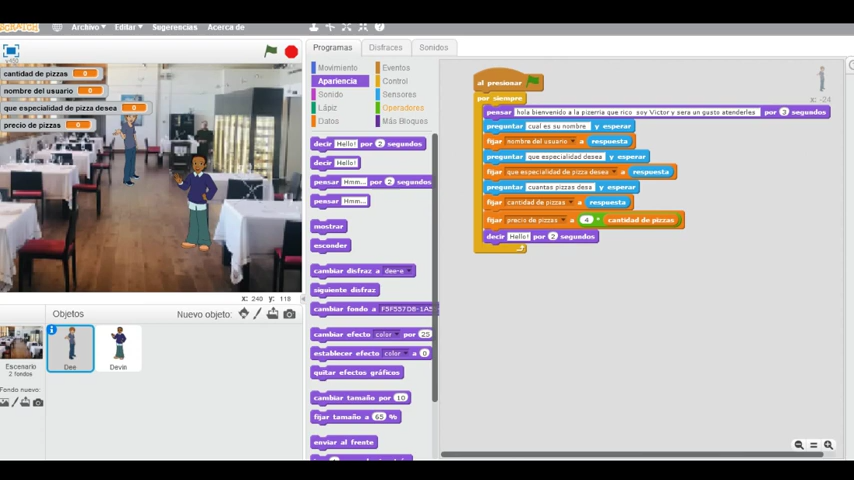 SCRATCH
Archivo Editar Sugerencias Acerca de
cantidad de pizzas 0
nombre del usuario 0
que especialidad de pizza desea 0
precio de pizzas 0
x: 240 y: 118
Objetos Nuevo objeto:
Escenario
2 fondos
Fondo nuevo:
Dee
Devin
Programas Disfraces Sonidos
Movimiento Eventos
Apariencia Control
Sonido Sensores
Lápiz Operadores
Datos Más Bloques
decir Hello! por 2 segundos
decir Hello!
pensar Hmm... por 2 segundos
pensar Hmm...
mostrar
esconder
cambiar disfraz a dee-e
siguiente disfraz
cambiar fondo a F5F557D8-1A5
cambiar efecto color por 25
establecer efecto color a 0
quitar efectos gráficos
cambiar tamaño por 10
fijar tamaño a 65 %
enviar al frente
al presionar
por siempre
pensar hola bienvenido a la pizerria que rico soy Victor y sera un gusto atenderles por 3 segundos
preguntar cual es su nombre y esperar
fijar nombre del usuario a respuesta
preguntar que especialidad desea y esperar
fijar que especialidad de pizza desea a respuesta
preguntar cuantas pizzas dess y esperar
fijar cantidad de pizzas a respuesta
fijar precio de pizzas a 4 * cantidad de pizzas
decir Hello! por 2 segundos
x: -24